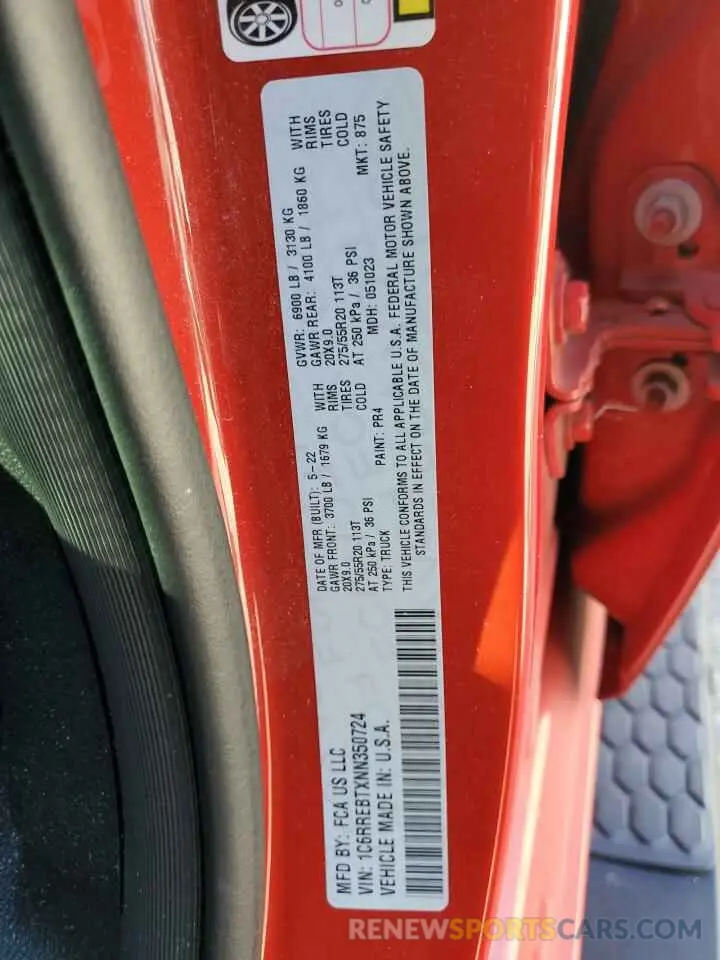 MFD BY: FCA US LLC
VIN: 1C6RREBTXNN350724
VEHICLE MADE IN: U.S.A.
DATE OF MFR (BUILT): 5-22
GAWR FRONT: 3700 LB / 1679 KG WITH
20X9.0 RIMS
275/55R20 113T TIRES
AT 250 kPa / 36 PSI COLD
TYPE: TRUCK PAINT: PR4
GVWR: 6900 LB / 3130 KG
GAWR REAR: 4100 LB / 1860 KG WITH
20X9.0 RIMS
275/55R20 113T TIRES
AT 250 kPa / 36 PSI COLD
MDH: 051023 MKT: 875
THIS VEHICLE CONFORMS TO ALL APPLICABLE U.S.A. FEDERAL MOTOR VEHICLE SAFETY
STANDARDS IN EFFECT ON THE DATE OF MANUFACTURE SHOWN ABOVE.
RENEWSPORTSCARS.COM